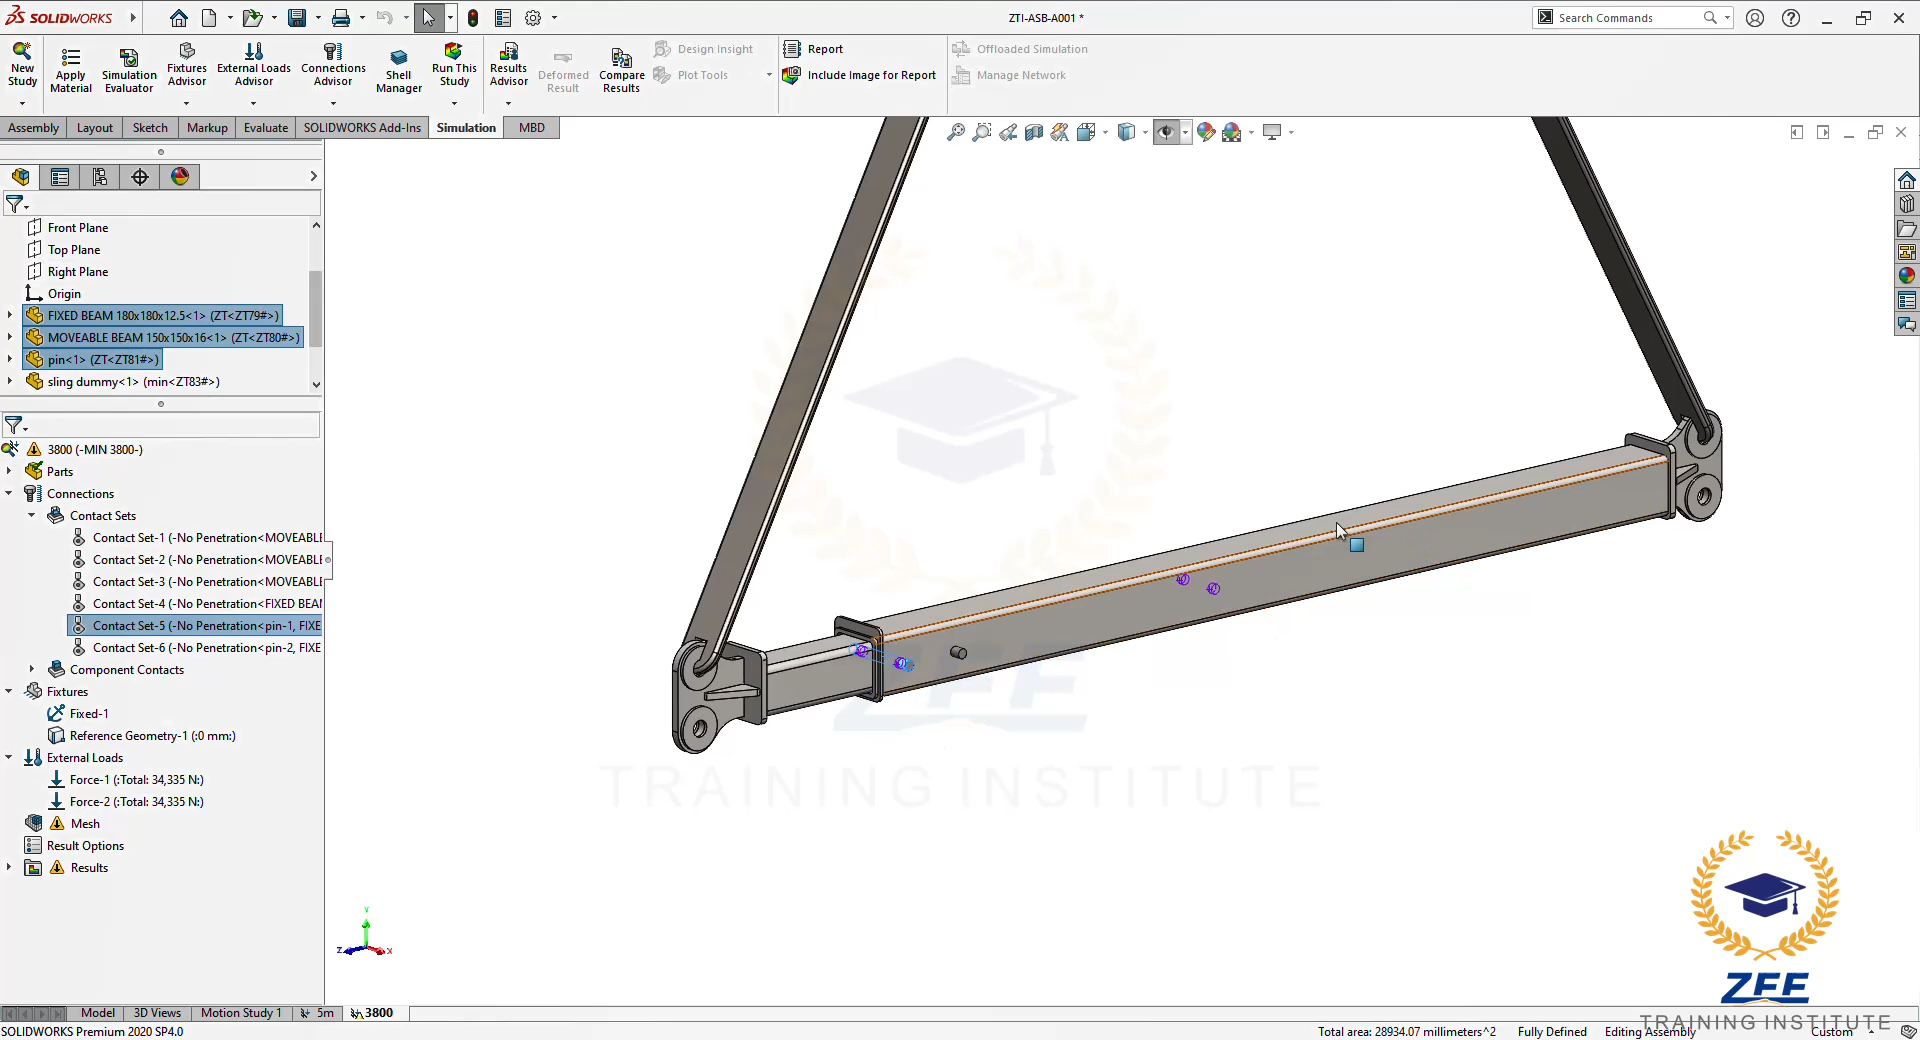 SOLIDWORKS
ZTI-ASB-A001 *
Search Commands
New Study
Apply Material
Simulation Evaluator
Fixtures Advisor
External Loads Advisor
Connections Advisor
Shell Manager
Run This Study
Results Advisor
Deformed Result
Compare Results
Design Insight
Plot Tools
Report
Include Image for Report
Offloaded Simulation
Manage Network
Assembly
Layout
Sketch
Markup
Evaluate
SOLIDWORKS Add-Ins
Simulation
MBD
Front Plane
Top Plane
Right Plane
Origin
FIXED BEAM 180x180x12.5<1> (ZT<ZT79#>)
MOVEABLE BEAM 150x150x16<1> (ZT<ZT80#>)
pin<1> (ZT<ZT81#>)
sling dummy<1> (min<ZT83#>)
3800 (-MIN 3800-)
Parts
Connections
Contact Sets
Contact Set-1 (-No Penetration<MOVEABLE
Contact Set-2 (-No Penetration<MOVEABLE
Contact Set-3 (-No Penetration<MOVEABLE
Contact Set-4 (-No Penetration<FIXED BEAM
Contact Set-5 (-No Penetration<pin-1, FIXE
Contact Set-6 (-No Penetration<pin-2, FIXE
Component Contacts
Fixtures
Fixed-1
Reference Geometry-1 (:0 mm:)
External Loads
Force-1 (:Total: 34,335 N:)
Force-2 (:Total: 34,335 N:)
Mesh
Result Options
Results
ZFE
TRAINING INSTITUTE
Y
Z
X
ZFE
TRAINING INSTITUTE
Model
3D Views
Motion Study 1
5m
3800
SOLIDWORKS Premium 2020 SP4.0
Total area: 28934.07 millimeters^2
Fully Defined
Editing Assembly
Custom